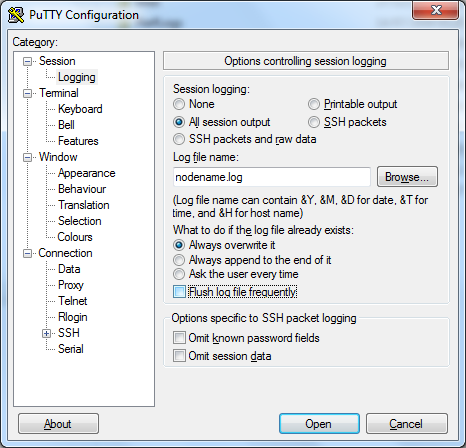 PuTTY Configuration
Category:
Session
Logging
Terminal
Keyboard
Bell
Features
Window
Appearance
Behaviour
Translation
Selection
Colours
Connection
Data
Proxy
Telnet
Rlogin
SSH
Serial
Options controlling session logging
Session logging:
None
Printable output
All session output
SSH packets
SSH packets and raw data
Log file name:
nodename.log
Browse...
(Log file name can contain &Y, &M, &D for date, &T for
time, and &H for host name)
What to do if the log file already exists:
Always overwrite it
Always append to the end of it
Ask the user every time
Flush log file frequently
Options specific to SSH packet logging
Omit known password fields
Omit session data
About
Open
Cancel